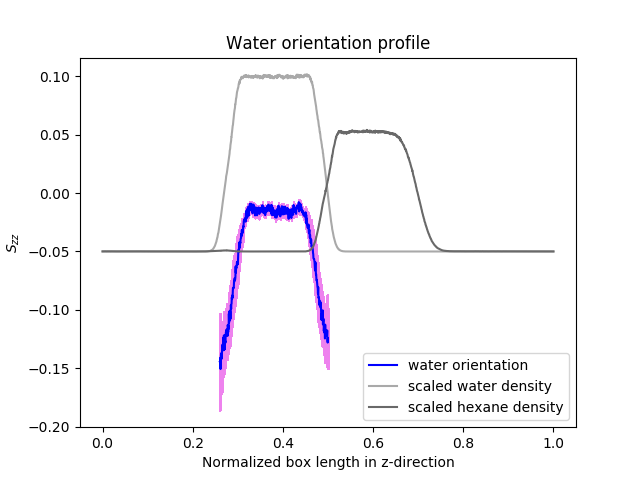 Water orientation profile
0.10
0.05
0.00
−0.05
−0.10
−0.15
−0.20
S_{zz}
0.0 0.2 0.4 0.6 0.8 1.0
Normalized box length in z-direction
water orientation
scaled water density
scaled hexane density